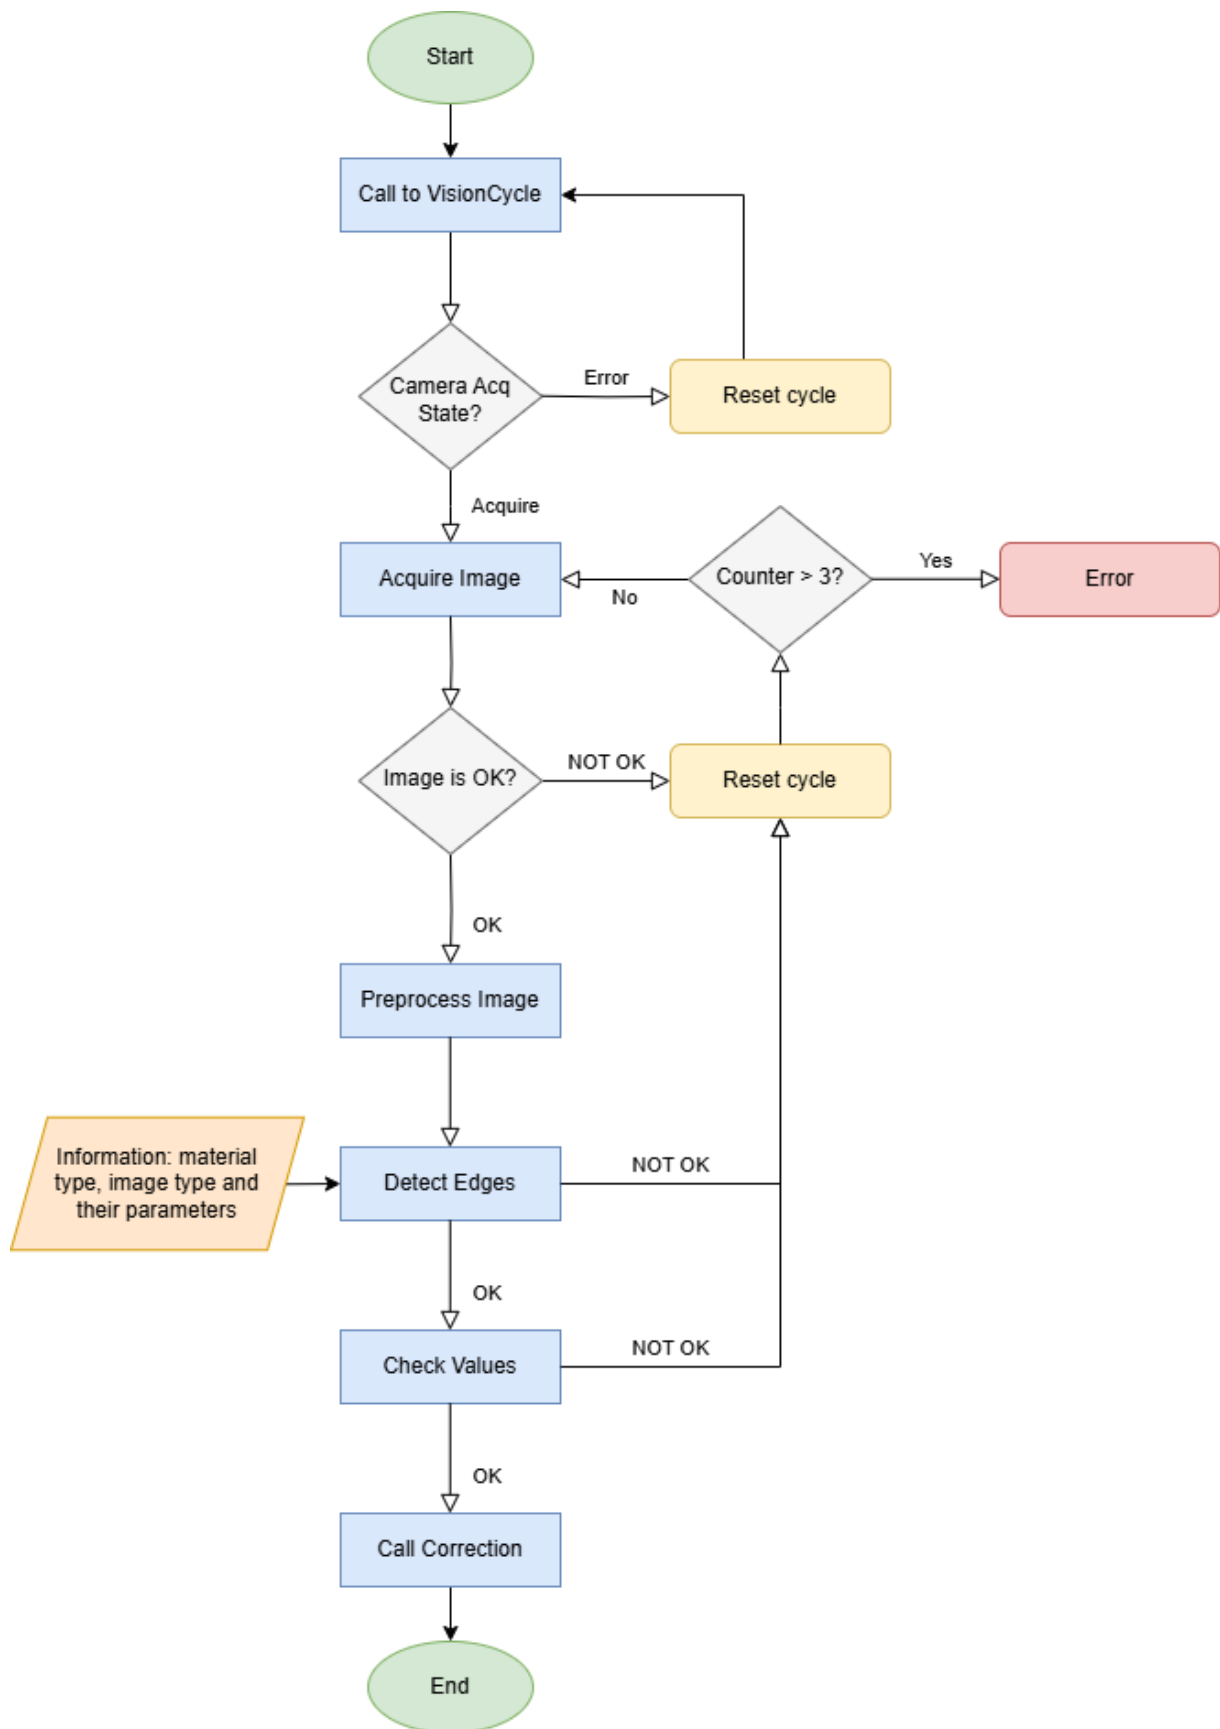 Start
Call to VisionCycle
Camera Acq
State?
Error
Reset cycle
Acquire
Acquire Image
No
Counter > 3?
Yes
Error
Image is OK?
NOT OK
Reset cycle
OK
Preprocess Image
Information: material
type, image type and
their parameters
Detect Edges
NOT OK
OK
Check Values
NOT OK
OK
Call Correction
End